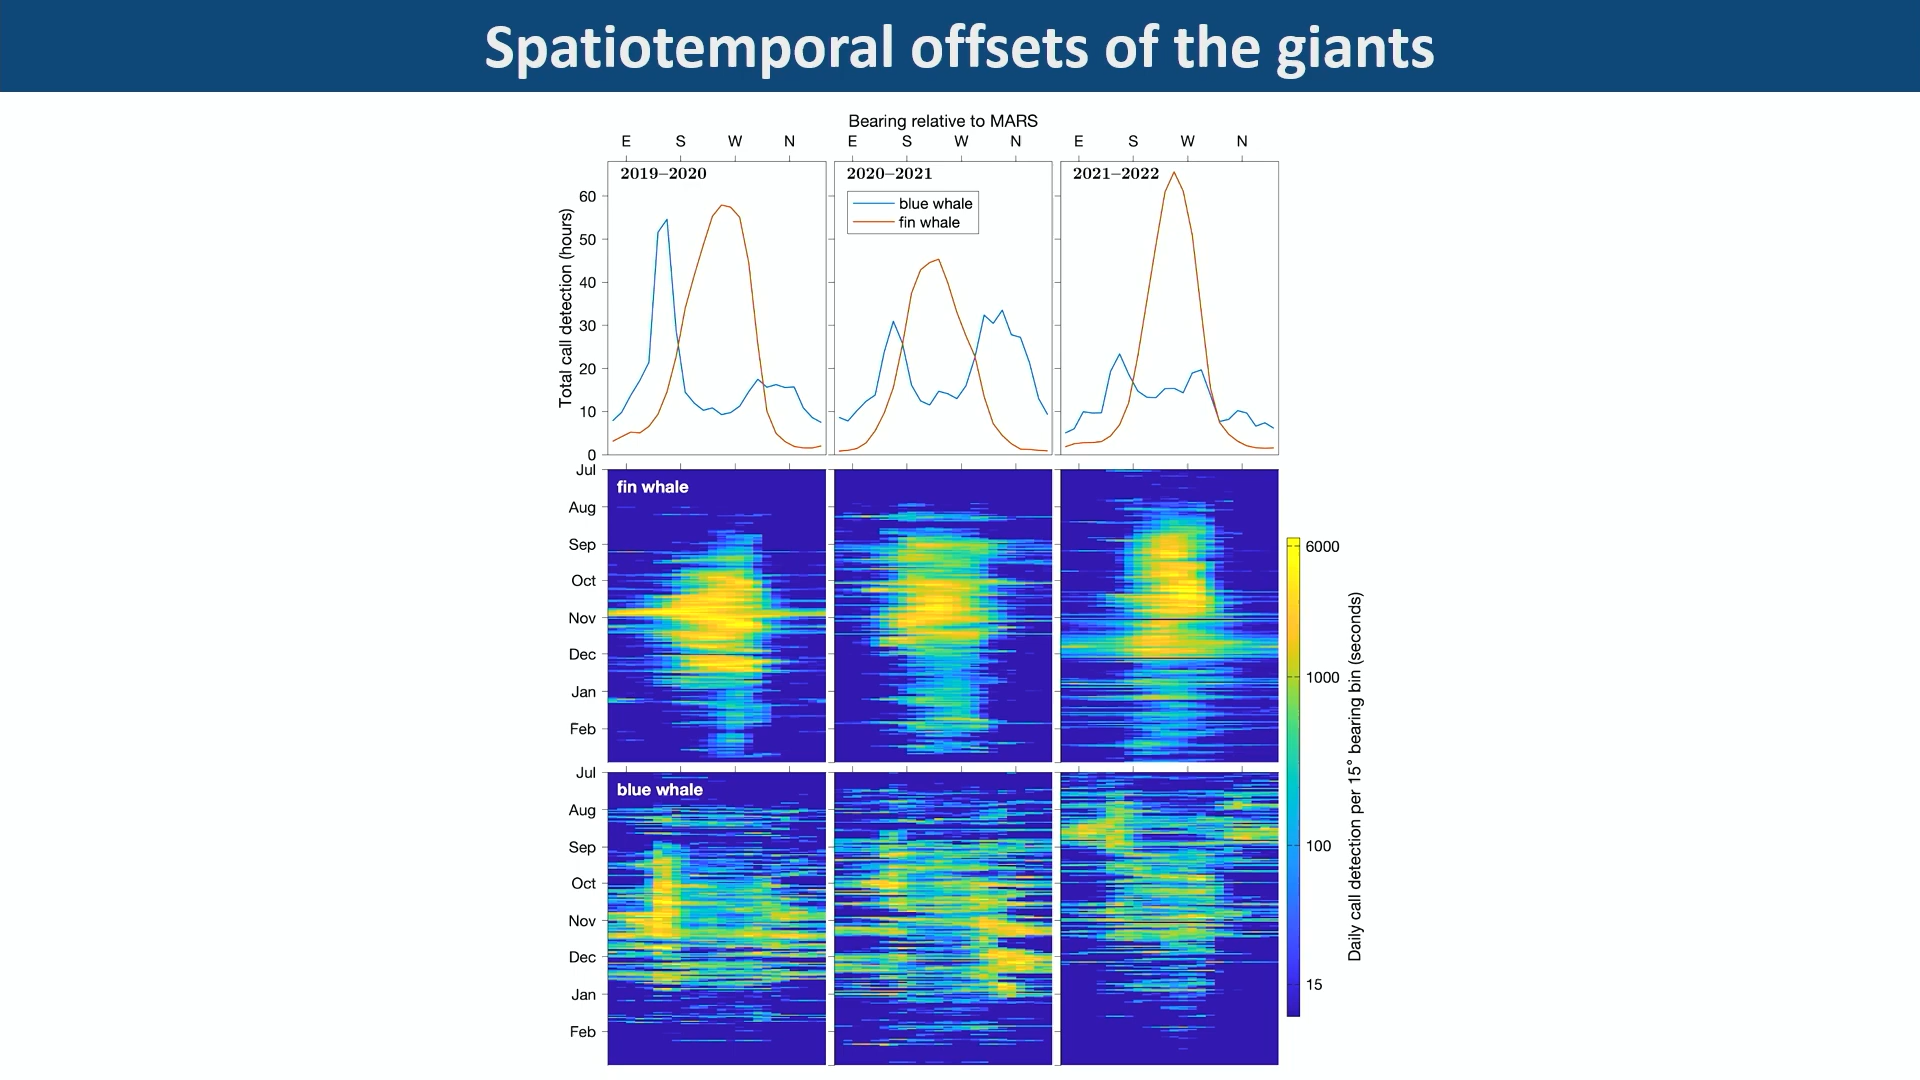 Spatiotemporal offsets of the giants
Bearing relative to MARS
E S W N E S W N E S W N
2019–2020
2020–2021
2021–2022
blue whale
fin whale
Total call detection (hours)
60
50
40
30
20
10
0
fin whale
Jul
Aug
Sep
Oct
Nov
Dec
Jan
Feb
blue whale
Jul
Aug
Sep
Oct
Nov
Dec
Jan
Feb
6000
1000
100
15
Daily call detection per 15° bearing bin (seconds)